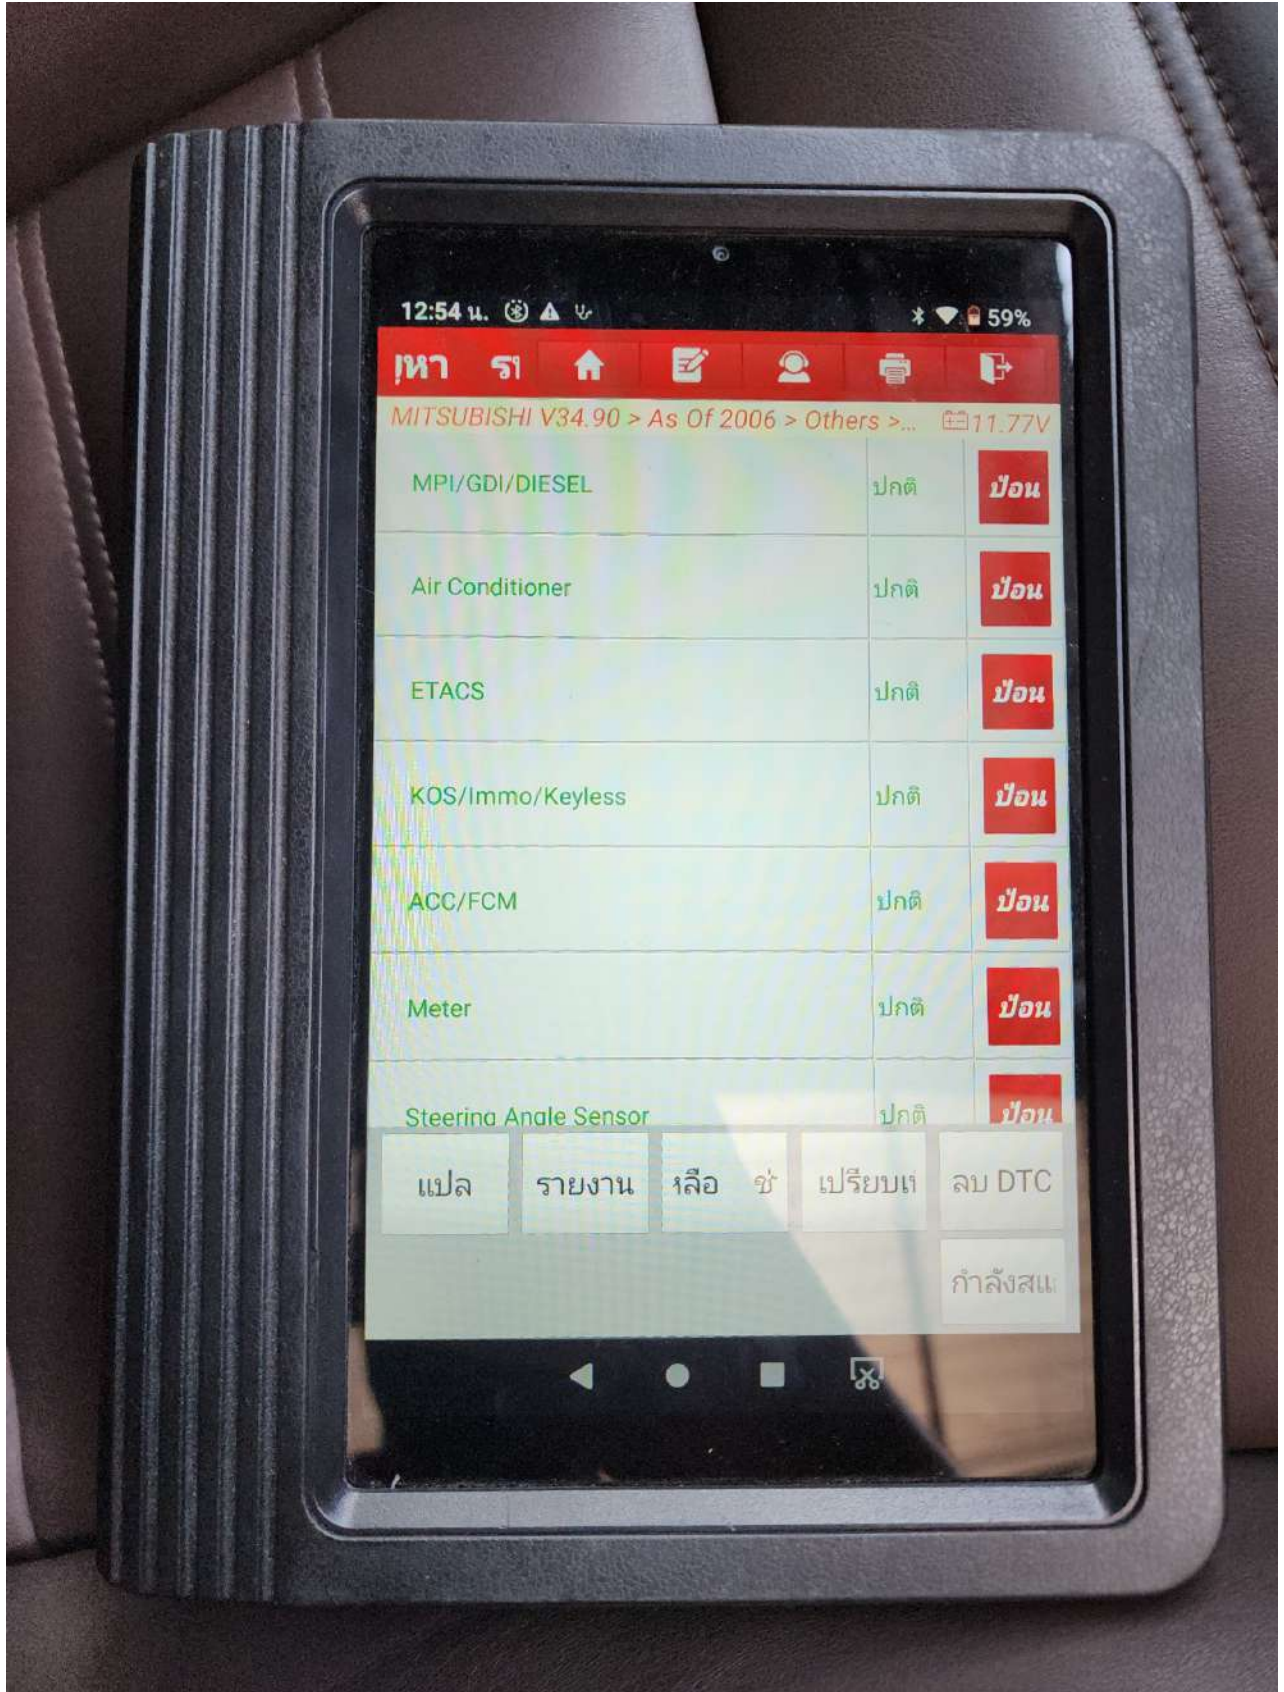 12:54 น. 59%
MITSUBISHI V34.90 > As Of 2006 > Others >... 11.77V
MPI/GDI/DIESEL ปกติ ป้อน
Air Conditioner ปกติ ป้อน
ETACS ปกติ ป้อน
KOS/Immo/Keyless ปกติ ป้อน
ACC/FCM ปกติ ป้อน
Meter ปกติ ป้อน
Steering Angle Sensor ปกติ ป้อน
แปล รายงาน ลบ DTC